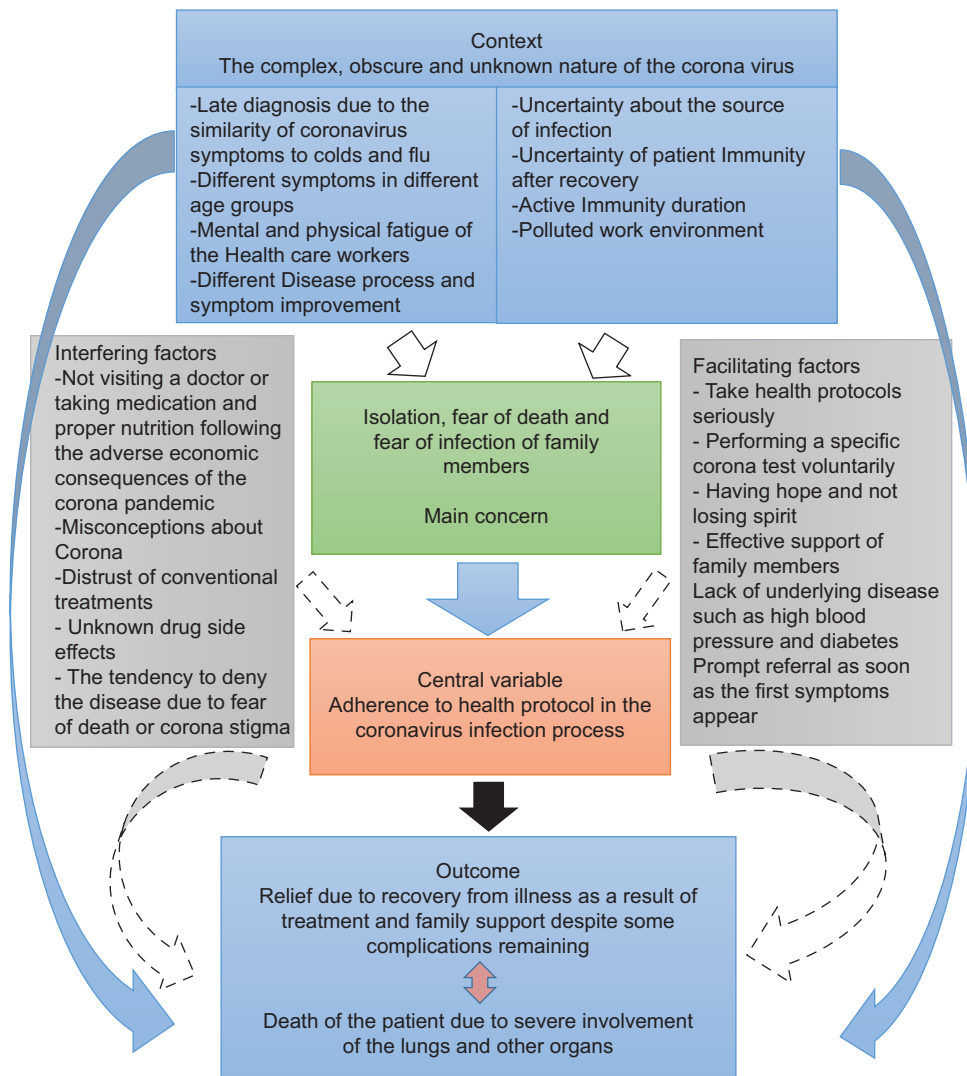 Context
The complex, obscure and unknown nature of the corona virus
-Late diagnosis due to the
similarity of coronavirus
symptoms to colds and flu
-Different symptoms in different
age groups
-Mental and physical fatigue of
the Health care workers
-Different Disease process and
symptom improvement
-Uncertainty about the source
of infection
-Uncertainty of patient Immunity
after recovery
-Active Immunity duration
-Polluted work environment
Interfering factors
-Not visiting a doctor or
taking medication and
proper nutrition following
the adverse economic
consequences of the
corona pandemic
-Misconceptions about
Corona
-Distrust of conventional
treatments
- Unknown drug side
effects
- The tendency to deny
the disease due to fear
of death or corona stigma
Isolation, fear of death and
fear of infection of family
members
Main concern
Facilitating factors
- Take health protocols
seriously
- Performing a specific
corona test voluntarily
- Having hope and not
losing spirit
- Effective support of
family members
Lack of underlying disease
such as high blood
pressure and diabetes
Prompt referral as soon
as the first symptoms
appear
Central variable
Adherence to health protocol in the
coronavirus infection process
Outcome
Relief due to recovery from illness as a result of
treatment and family support despite some
complications remaining
Death of the patient due to severe involvement
of the lungs and other organs